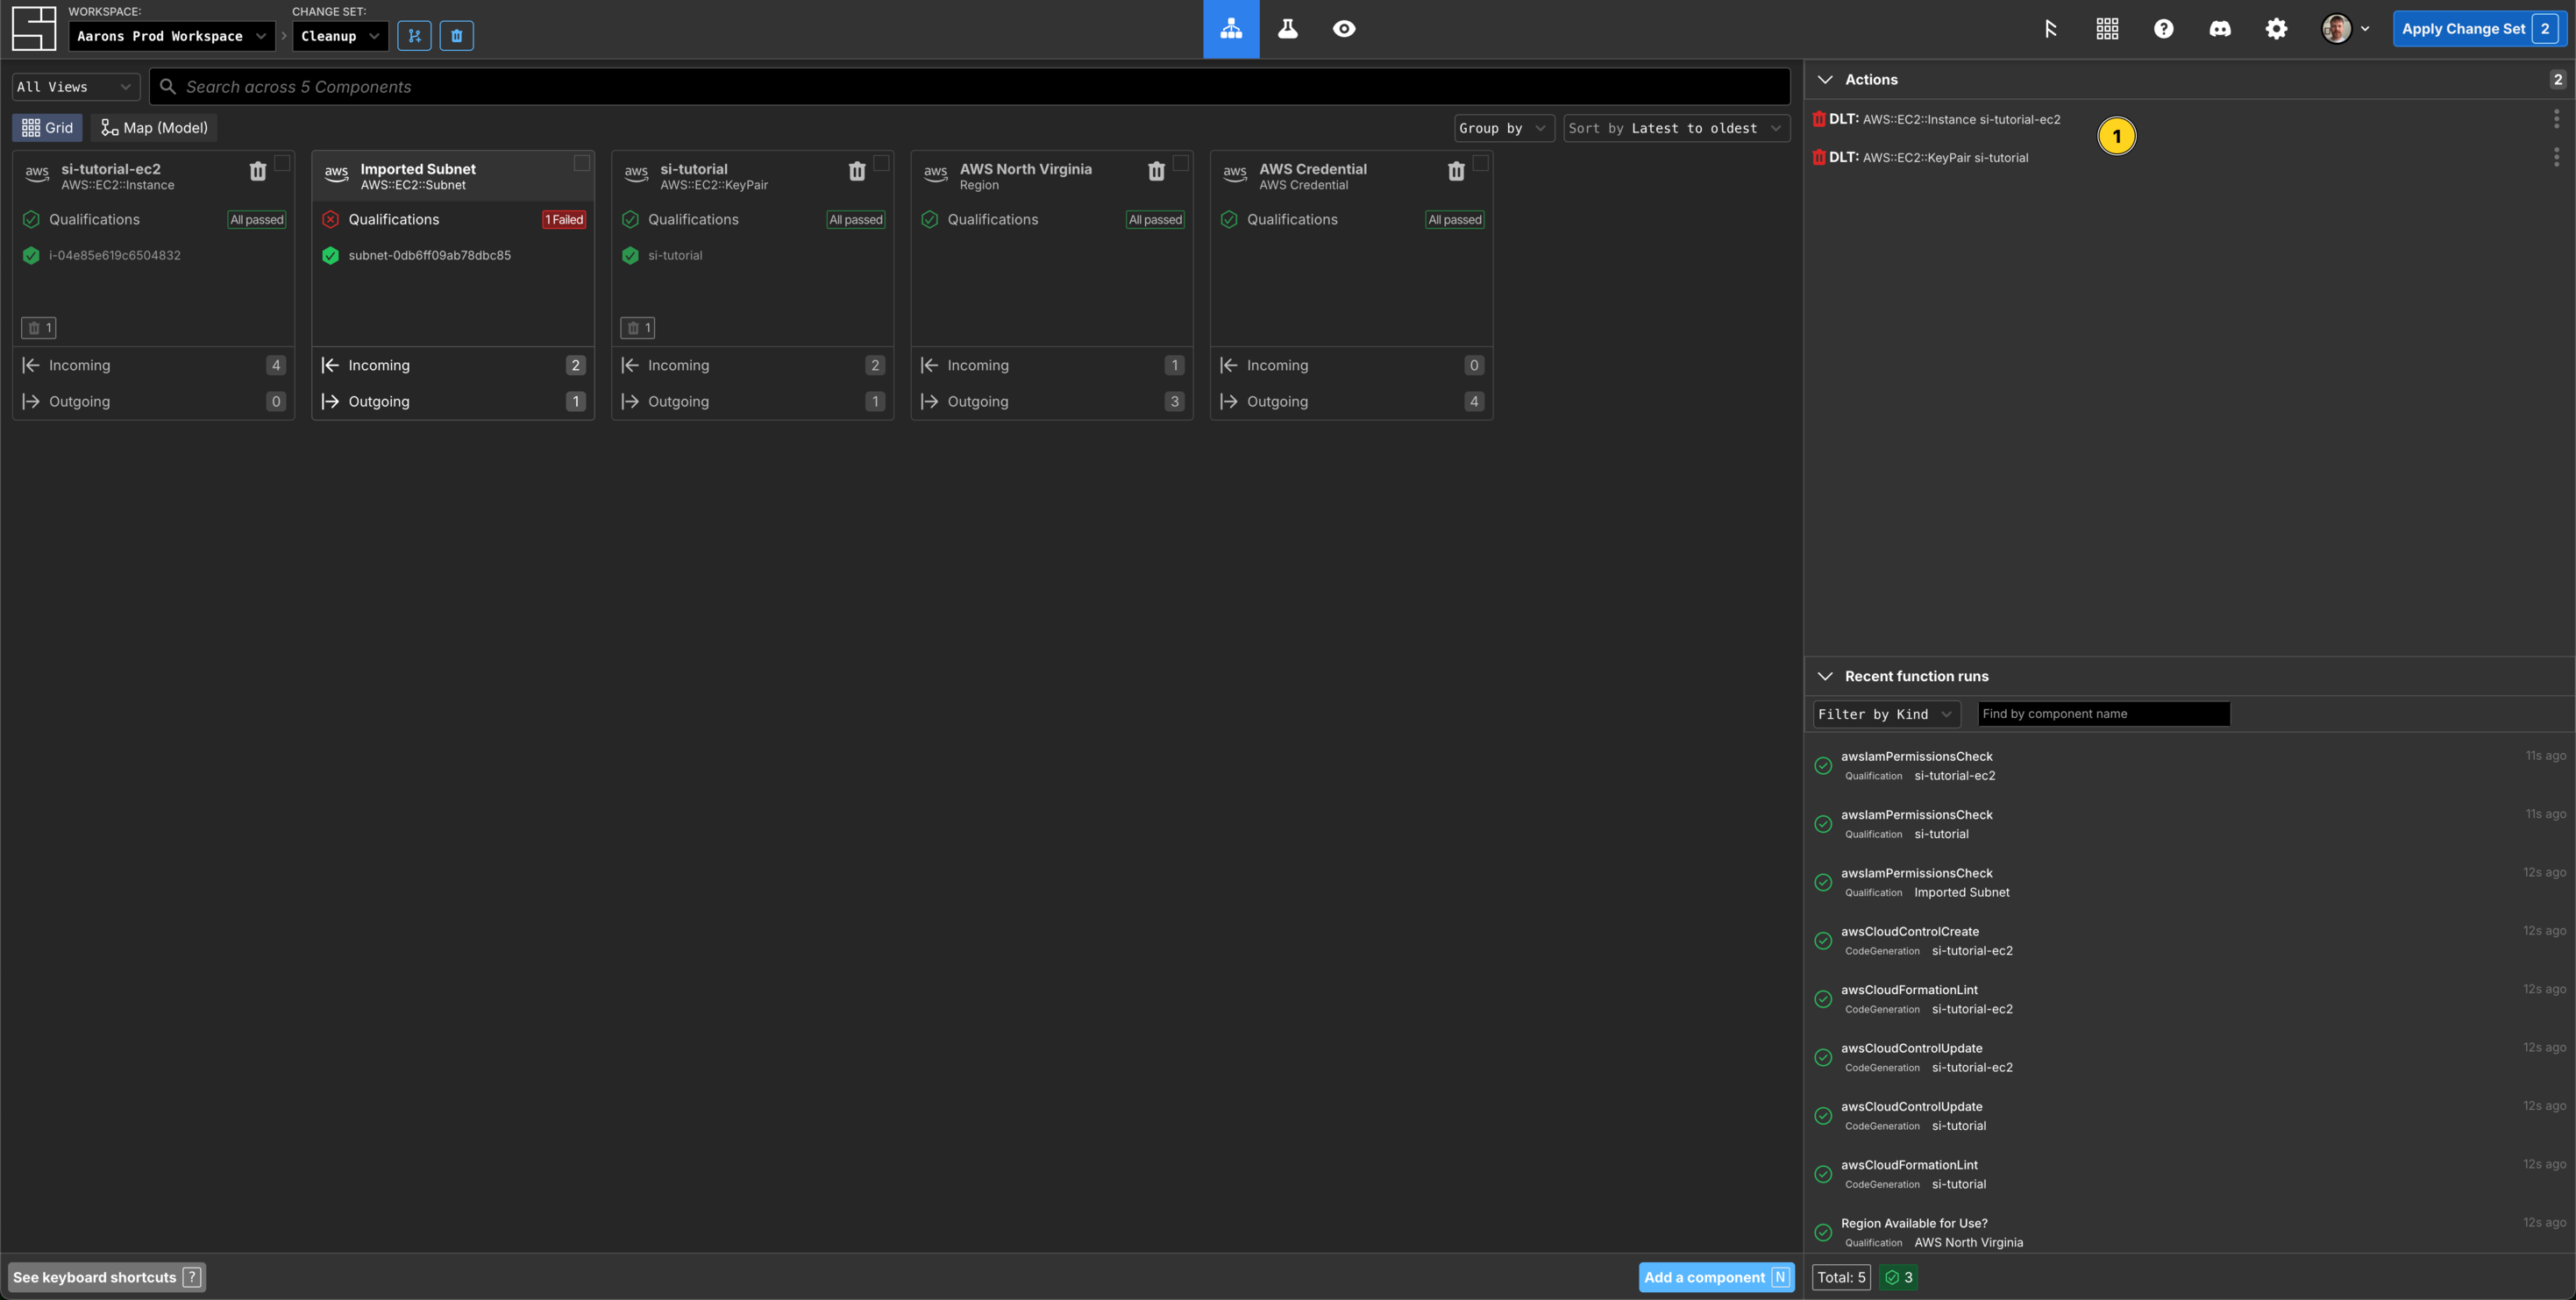 WORKSPACE:
Aarons Prod Workspace
CHANGE SET:
Cleanup
Apply Change Set 2
All Views
Search across 5 Components
Grid
Map (Model)
Group by
Sort by Latest to oldest
aws
si-tutorial-ec2
AWS::EC2::Instance
Qualifications
All passed
i-04e85e619c6504832
1
Incoming 4
Outgoing 0
aws
Imported Subnet
AWS::EC2::Subnet
Qualifications
1 Failed
subnet-0db6ff09ab78dbc85
Incoming 2
Outgoing 1
aws
si-tutorial
AWS::EC2::KeyPair
Qualifications
All passed
si-tutorial
1
Incoming 2
Outgoing 1
aws
AWS North Virginia
Region
Qualifications
All passed
Incoming 1
Outgoing 3
aws
AWS Credential
AWS Credential
Qualifications
All passed
Incoming 0
Outgoing 4
Actions 2
DLT: AWS::EC2::Instance si-tutorial-ec2
1
DLT: AWS::EC2::KeyPair si-tutorial
Recent function runs
Filter by Kind
Find by component name
awsIamPermissionsCheck 11s ago
Qualification si-tutorial-ec2
awsIamPermissionsCheck 11s ago
Qualification si-tutorial
awsIamPermissionsCheck 12s ago
Qualification Imported Subnet
awsCloudControlCreate 12s ago
CodeGeneration si-tutorial-ec2
awsCloudFormationLint 12s ago
CodeGeneration si-tutorial-ec2
awsCloudControlUpdate 12s ago
CodeGeneration si-tutorial-ec2
awsCloudControlUpdate 12s ago
CodeGeneration si-tutorial
awsCloudFormationLint 12s ago
CodeGeneration si-tutorial
Region Available for Use? 12s ago
Qualification AWS North Virginia
See keyboard shortcuts ?
Add a component N
Total: 5
3